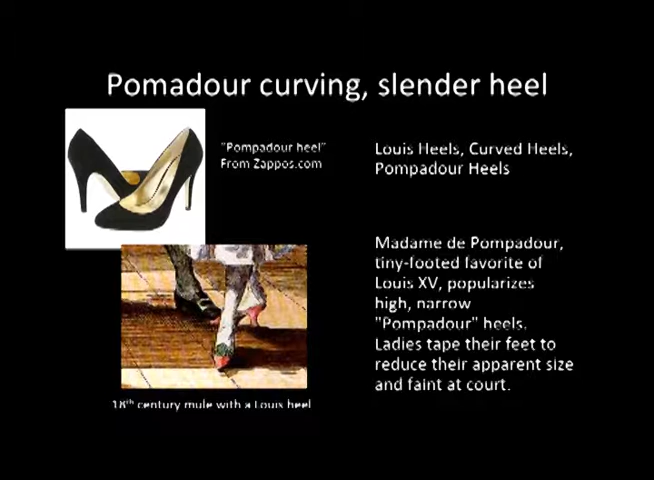 Pomadour curving, slender heel
"Pompadour heel"
From Zappos.com
Louis Heels, Curved Heels,
Pompadour Heels
Madame de Pompadour,
tiny-footed favorite of
Louis XV, popularizes
high, narrow
"Pompadour" heels.
Ladies tape their feet to
reduce their apparent size
and faint at court.
18th century mule with a Louis heel